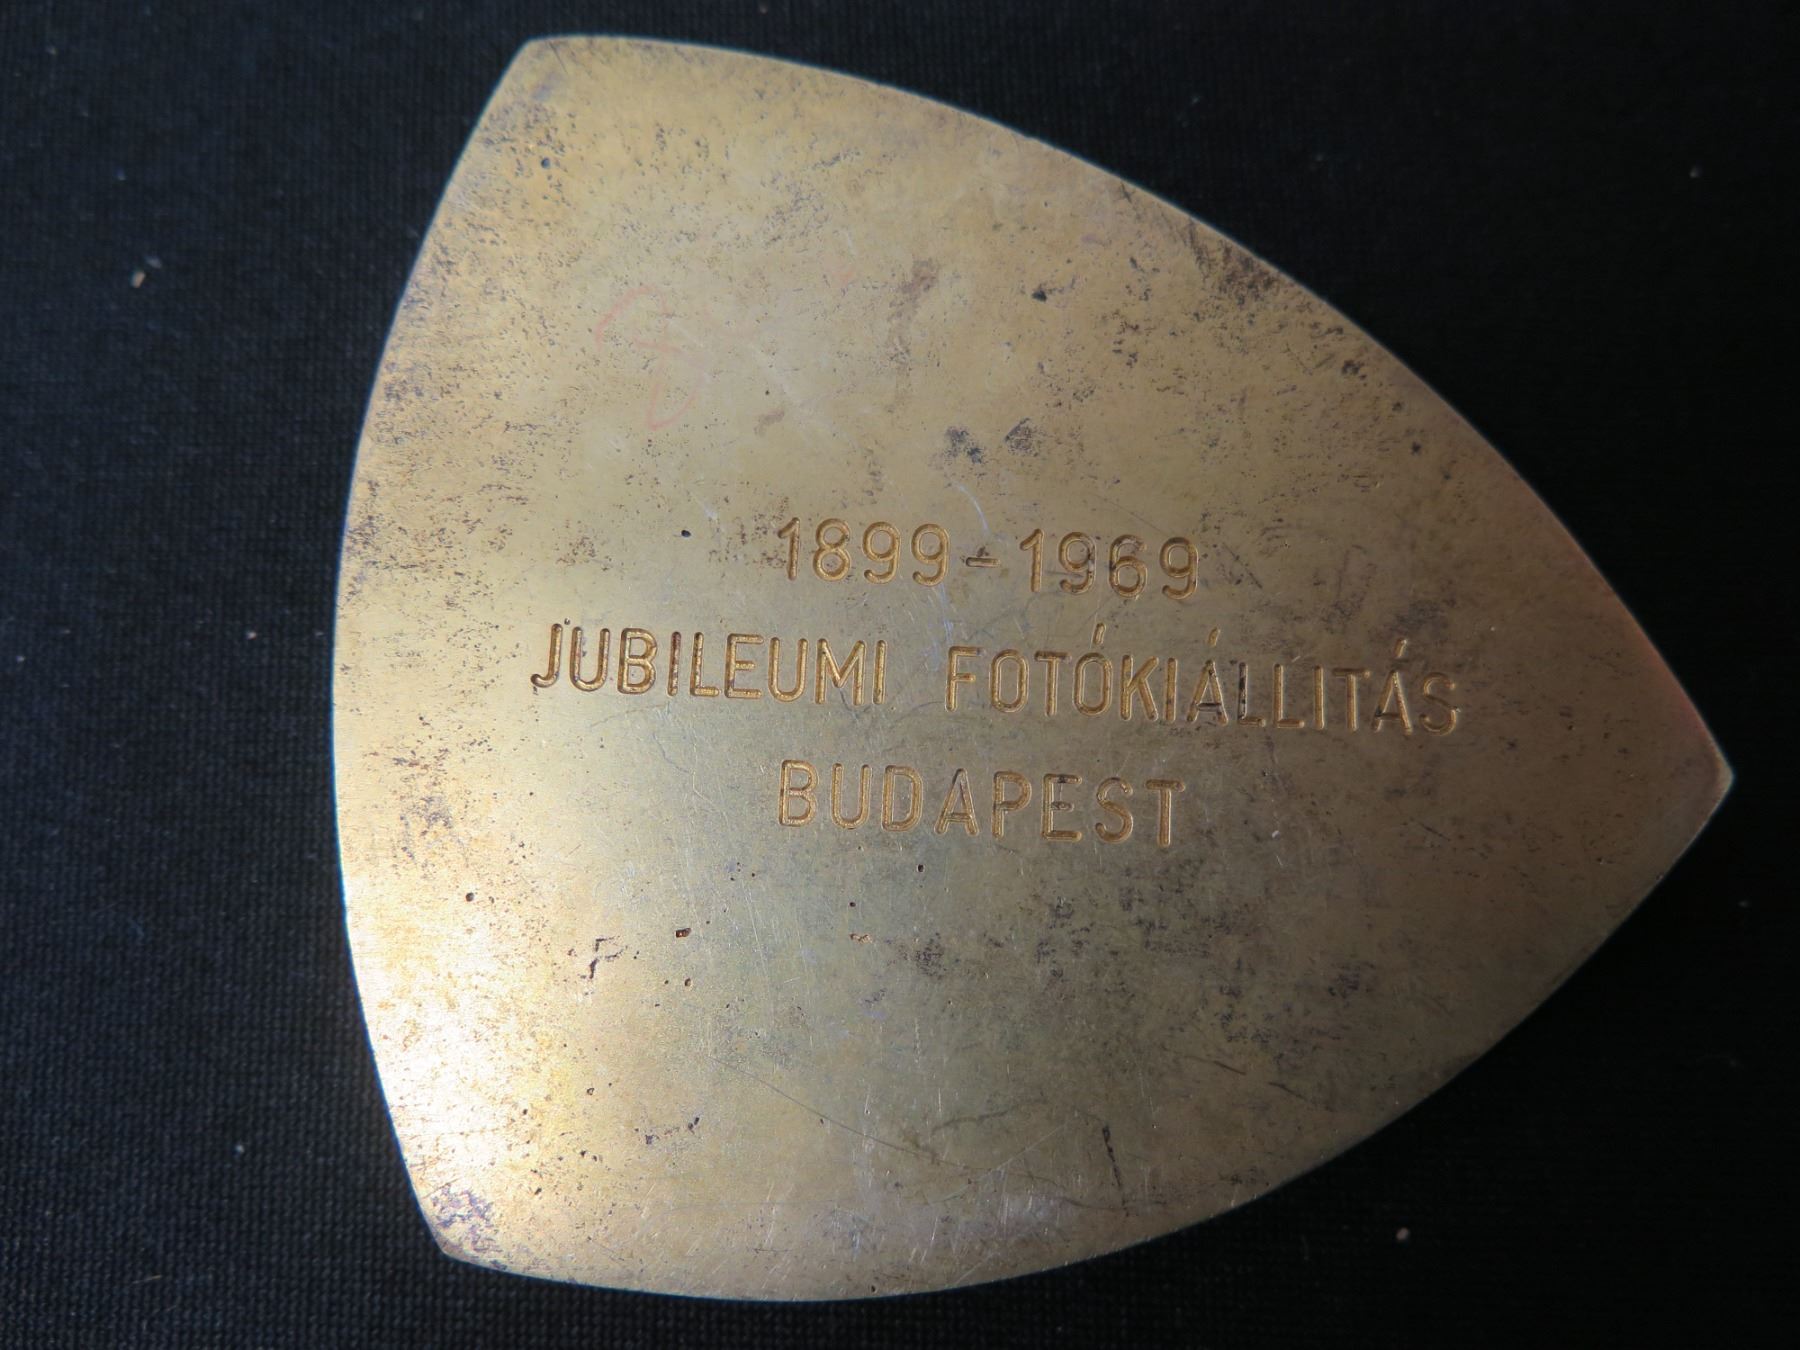 1899-1969
JUBILEUMI FOTÓKIÁLLITÁS
BUDAPEST